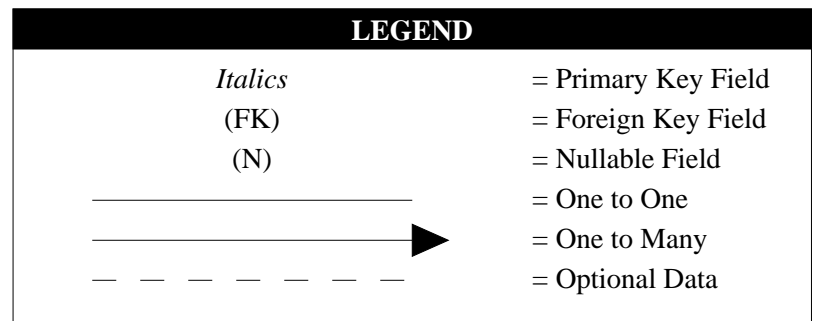 LEGEND
Italics = Primary Key Field
(FK) = Foreign Key Field
(N) = Nullable Field
= One to One
= One to Many
= Optional Data